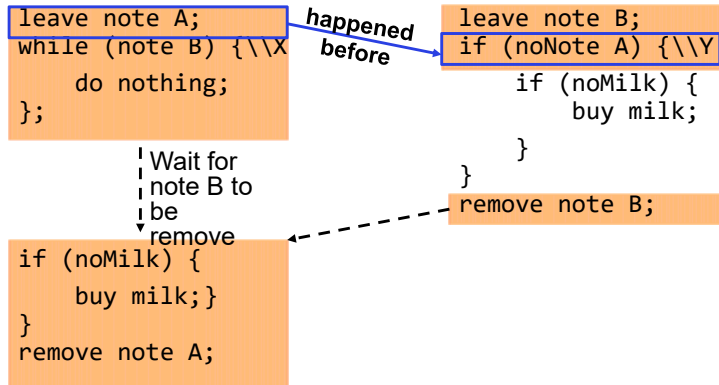 leave note A;
while (note B) {\\X
do nothing;
};
happened
before
leave note B;
if (noNote A) {\\Y
if (noMilk) {
buy milk;
}
}
remove note B;
Wait for
note B to
be
remove
if (noMilk) {
buy milk;}
}
remove note A;